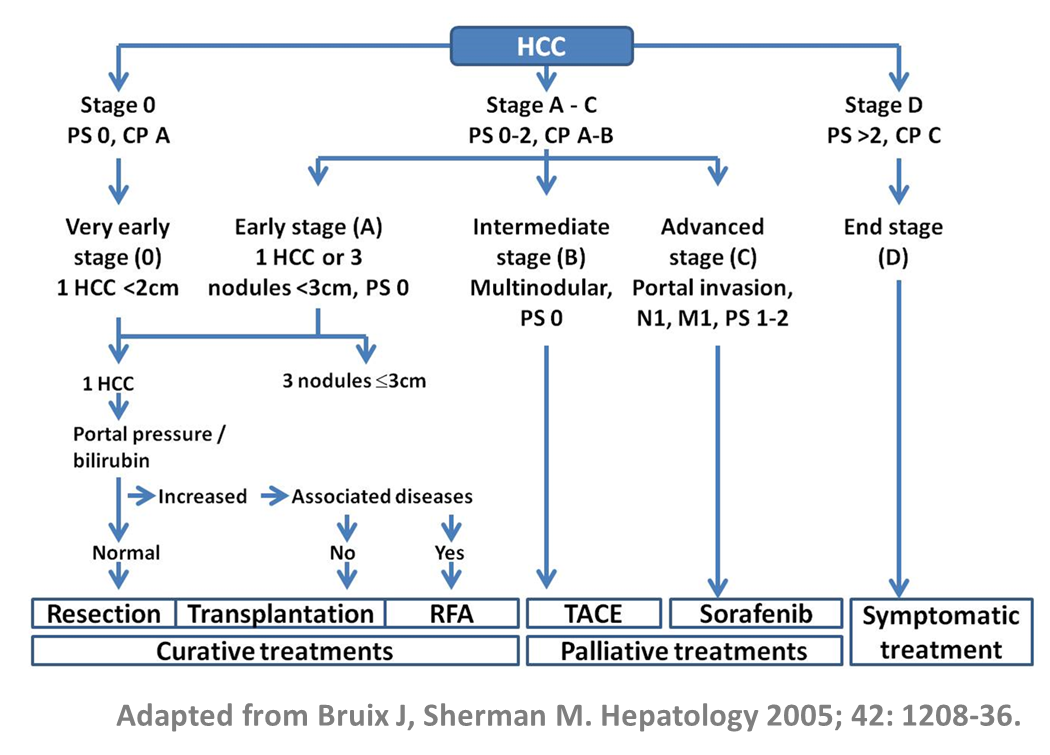 HCC
Stage 0
PS 0, CP A
Stage A - C
PS 0-2, CP A-B
Stage D
PS >2, CP C
Very early
stage (0)
1 HCC <2cm
Early stage (A)
1 HCC or 3
nodules <3cm, PS 0
Intermediate
stage (B)
Multinodular,
PS 0
Advanced
stage (C)
Portal invasion,
N1, M1, PS 1-2
End stage
(D)
1 HCC
3 nodules ≤3cm
Portal pressure /
bilirubin
Increased
Associated diseases
Normal
No
Yes
Resection
Transplantation
RFA
TACE
Sorafenib
Symptomatic
treatment
Curative treatments
Palliative treatments
Adapted from Bruix J, Sherman M. Hepatology 2005; 42: 1208-36.